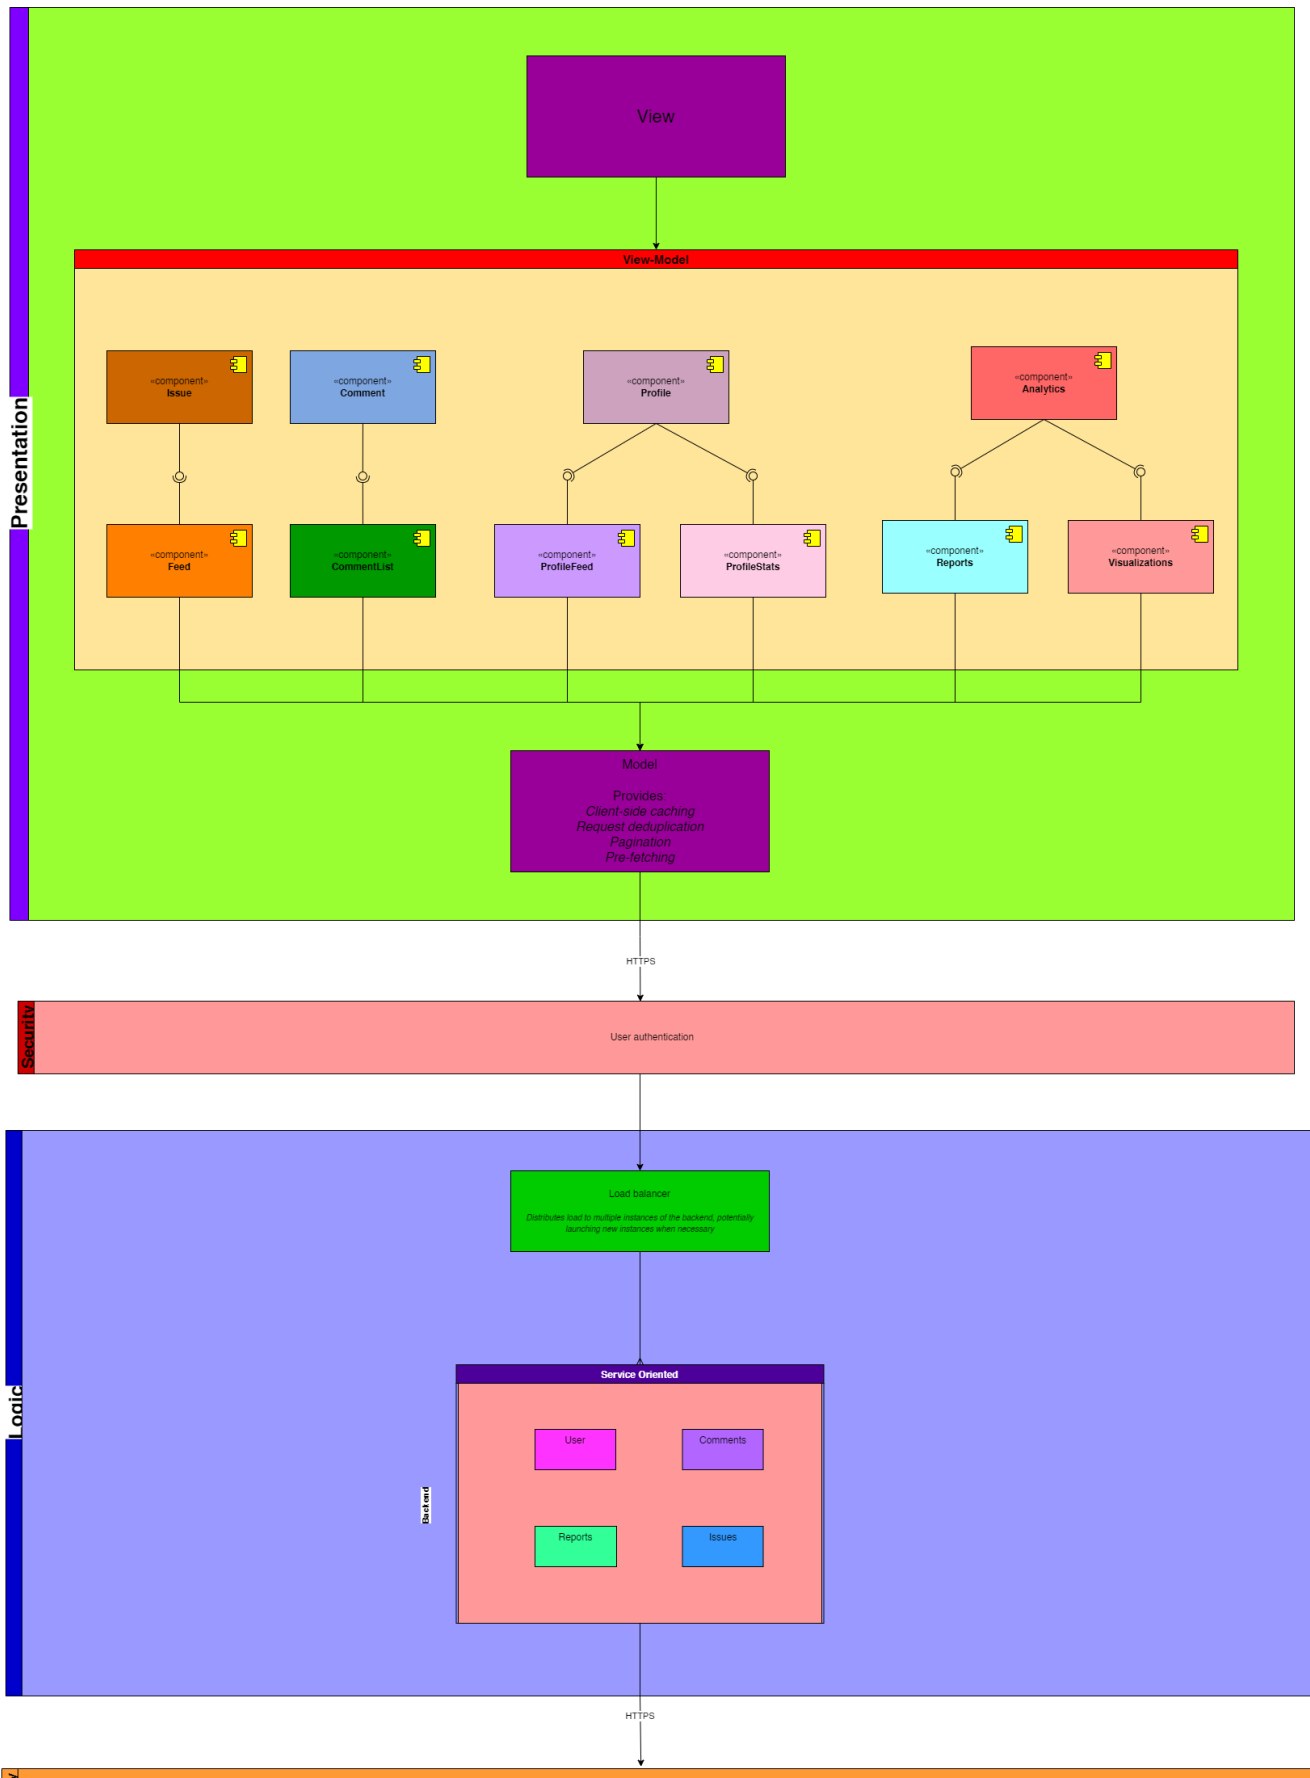 View
View-Model
«component»
Issue
«component»
Comment
«component»
Profile
«component»
Analytics
Presentation
«component»
Feed
«component»
CommentList
«component»
ProfileFeed
«component»
ProfileStats
«component»
Reports
«component»
Visualizations
Model
Provides:
Client-side caching
Request deduplication
Pagination
Pre-fetching
HTTPS
Security
User authentication
Load balancer
Distributes load to multiple instances of the backend, potentially
launching new instances when necessary
Service Oriented
Logic
User
Comments
Backend
Reports
Issues
HTTPS